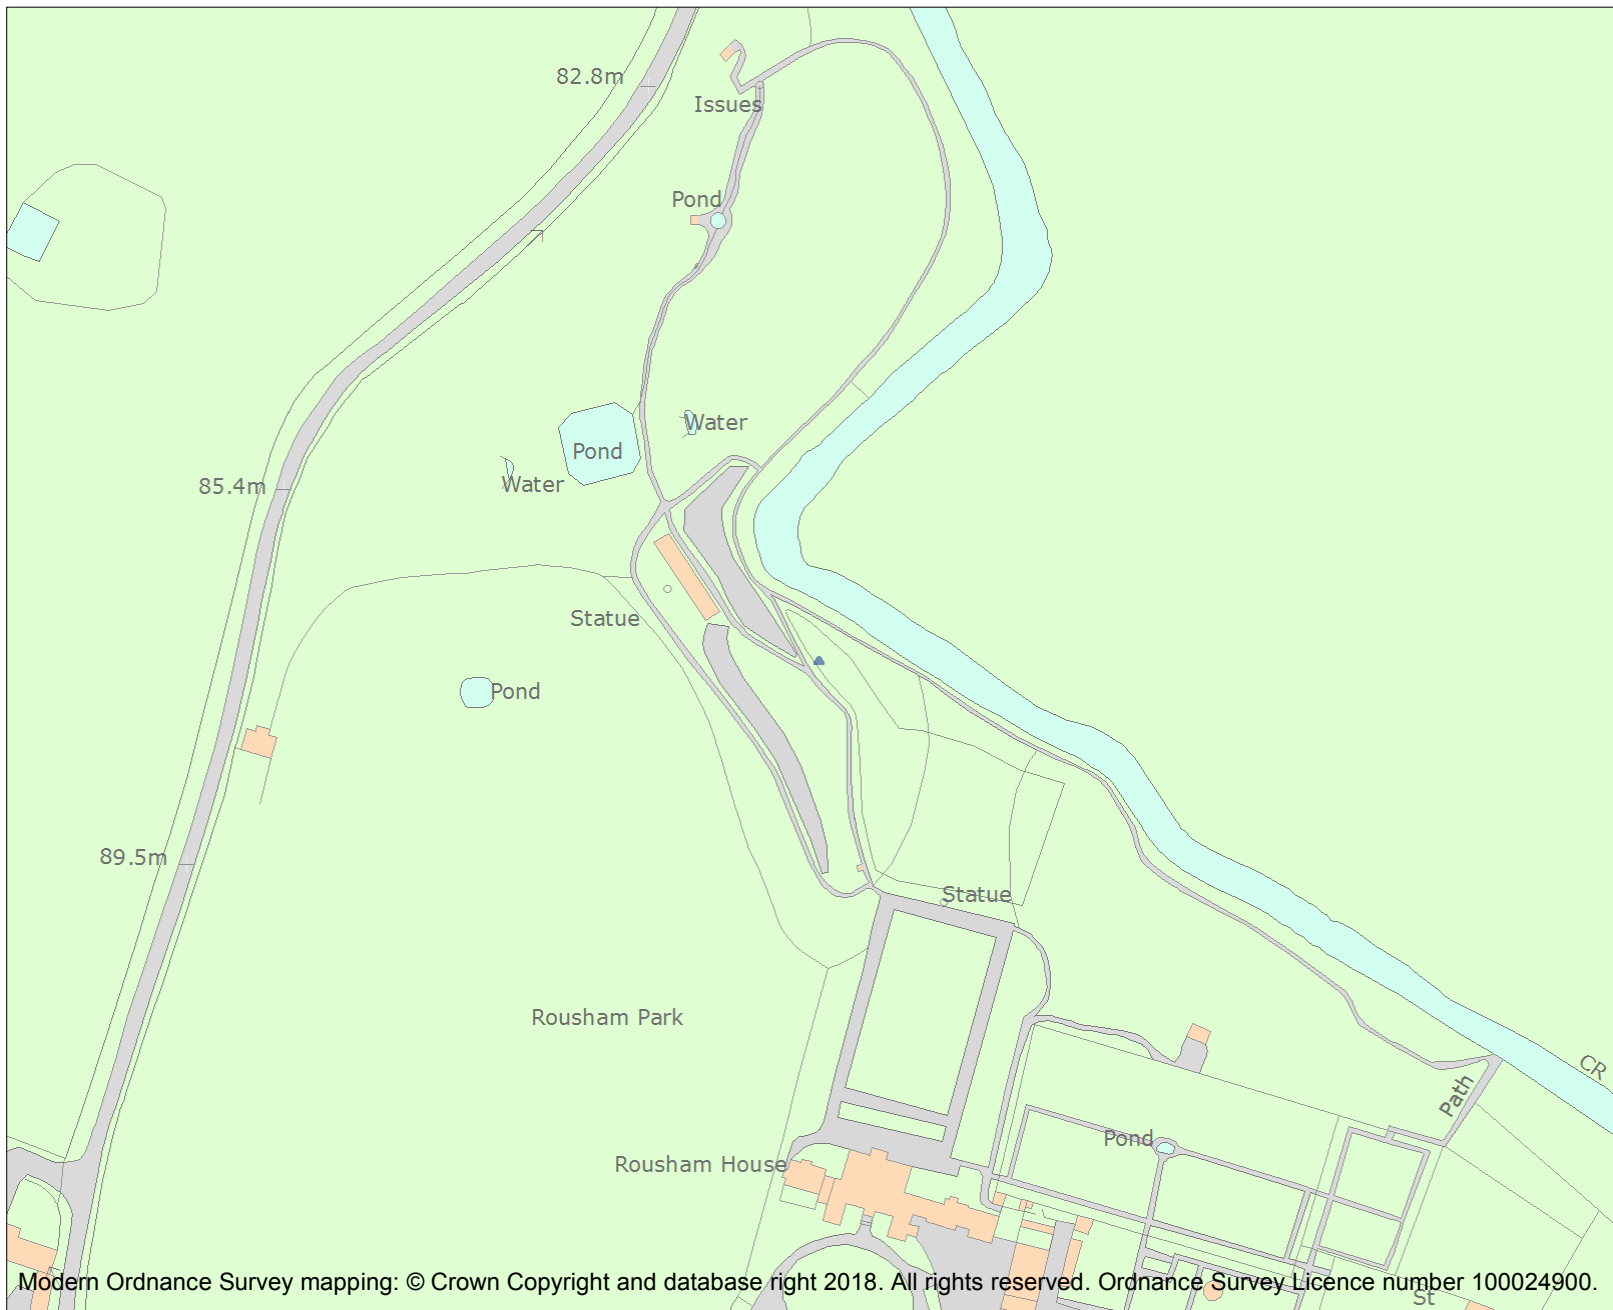 82.8m
Issues
Pond
Water
Pond
Water
85.4m
Statue
Pond
89.5m
Statue
Rousham Park
CR
Path
Pond
Rousham House
Modern Ordnance Survey mapping: © Crown Copyright and database right 2018. All rights reserved. Ordnance Survey Licence number 100024900.
St